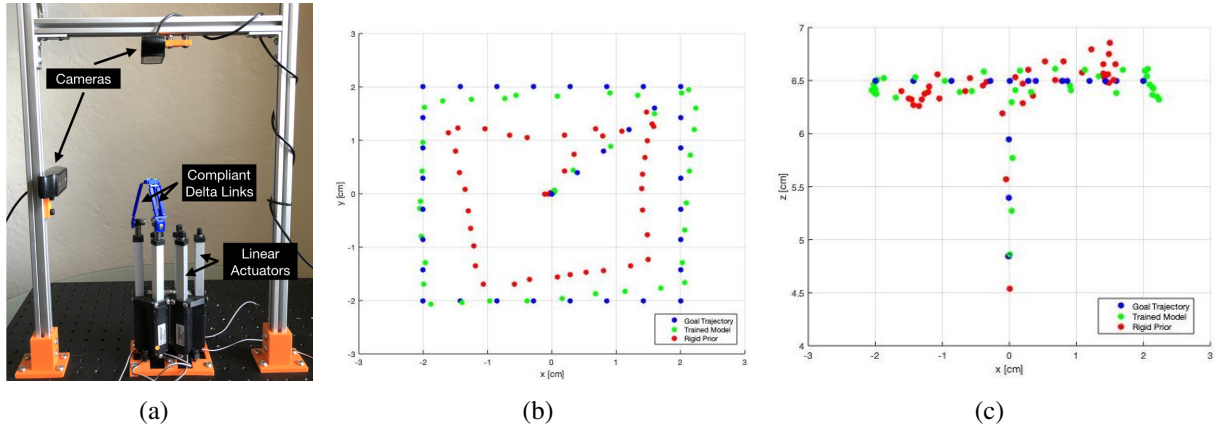 Cameras
Compliant
Delta Links
Linear
Actuators
(a)
3
2
1
0
-1
-2
-3
y [cm]
-3
-2
-1
0
1
2
3
x [cm]
Goal Trajectory
Trained Model
Rigid Prior
(b)
7
6.5
6
5.5
5
4.5
4
z [cm]
-3
-2
-1
0
1
2
3
x [cm]
Goal Trajectory
Trained Model
Rigid Prior
(c)